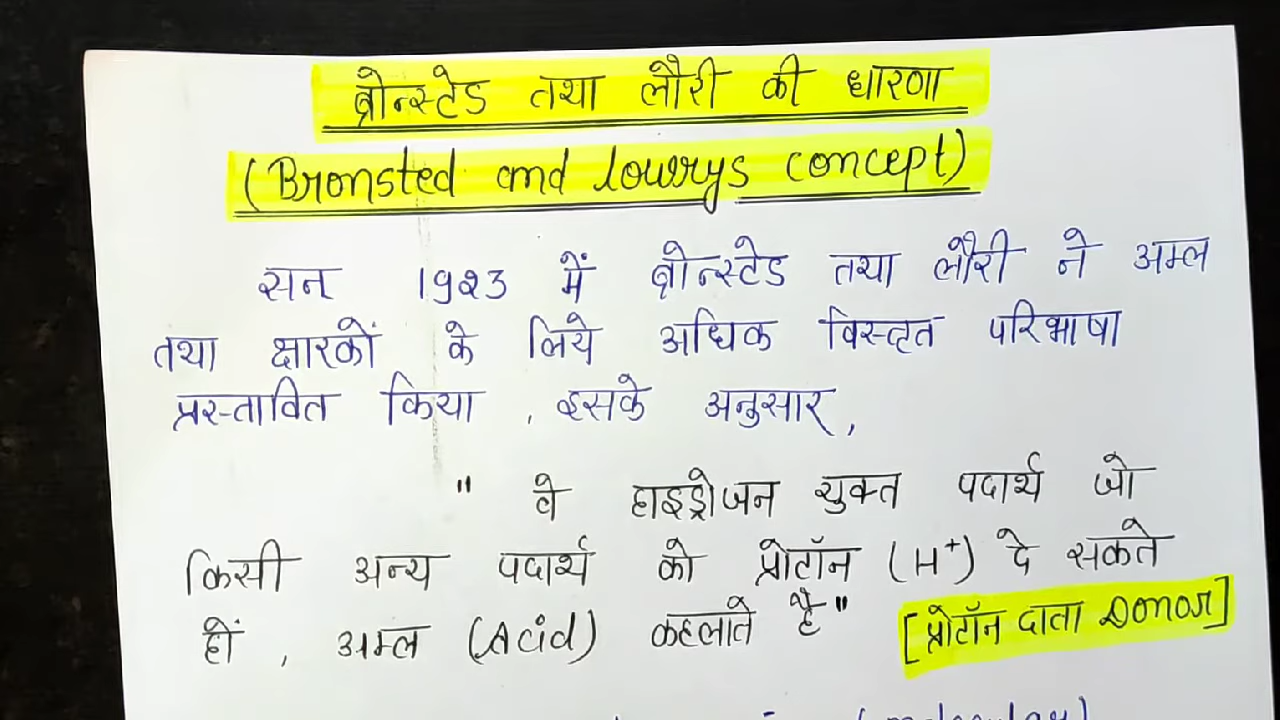 ब्रोन्स्टेड तथा लौरी की धारणा
(Bronsted and lowrys concept)
सन् 1923 में ब्रोन्स्टेड तथा लौरी ने अम्ल
तथा क्षारकों के लिये अधिक विस्तृत परिभाषा
प्रस्तावित किया , इसके अनुसार,
" वे हाइड्रोजन युक्त पदार्थ जो
किसी अन्य पदार्थ को प्रोटॉन (H+) दे सकते
हों , अम्ल (Acid) कहलाते है" [प्रोटॉन दाता Donor]